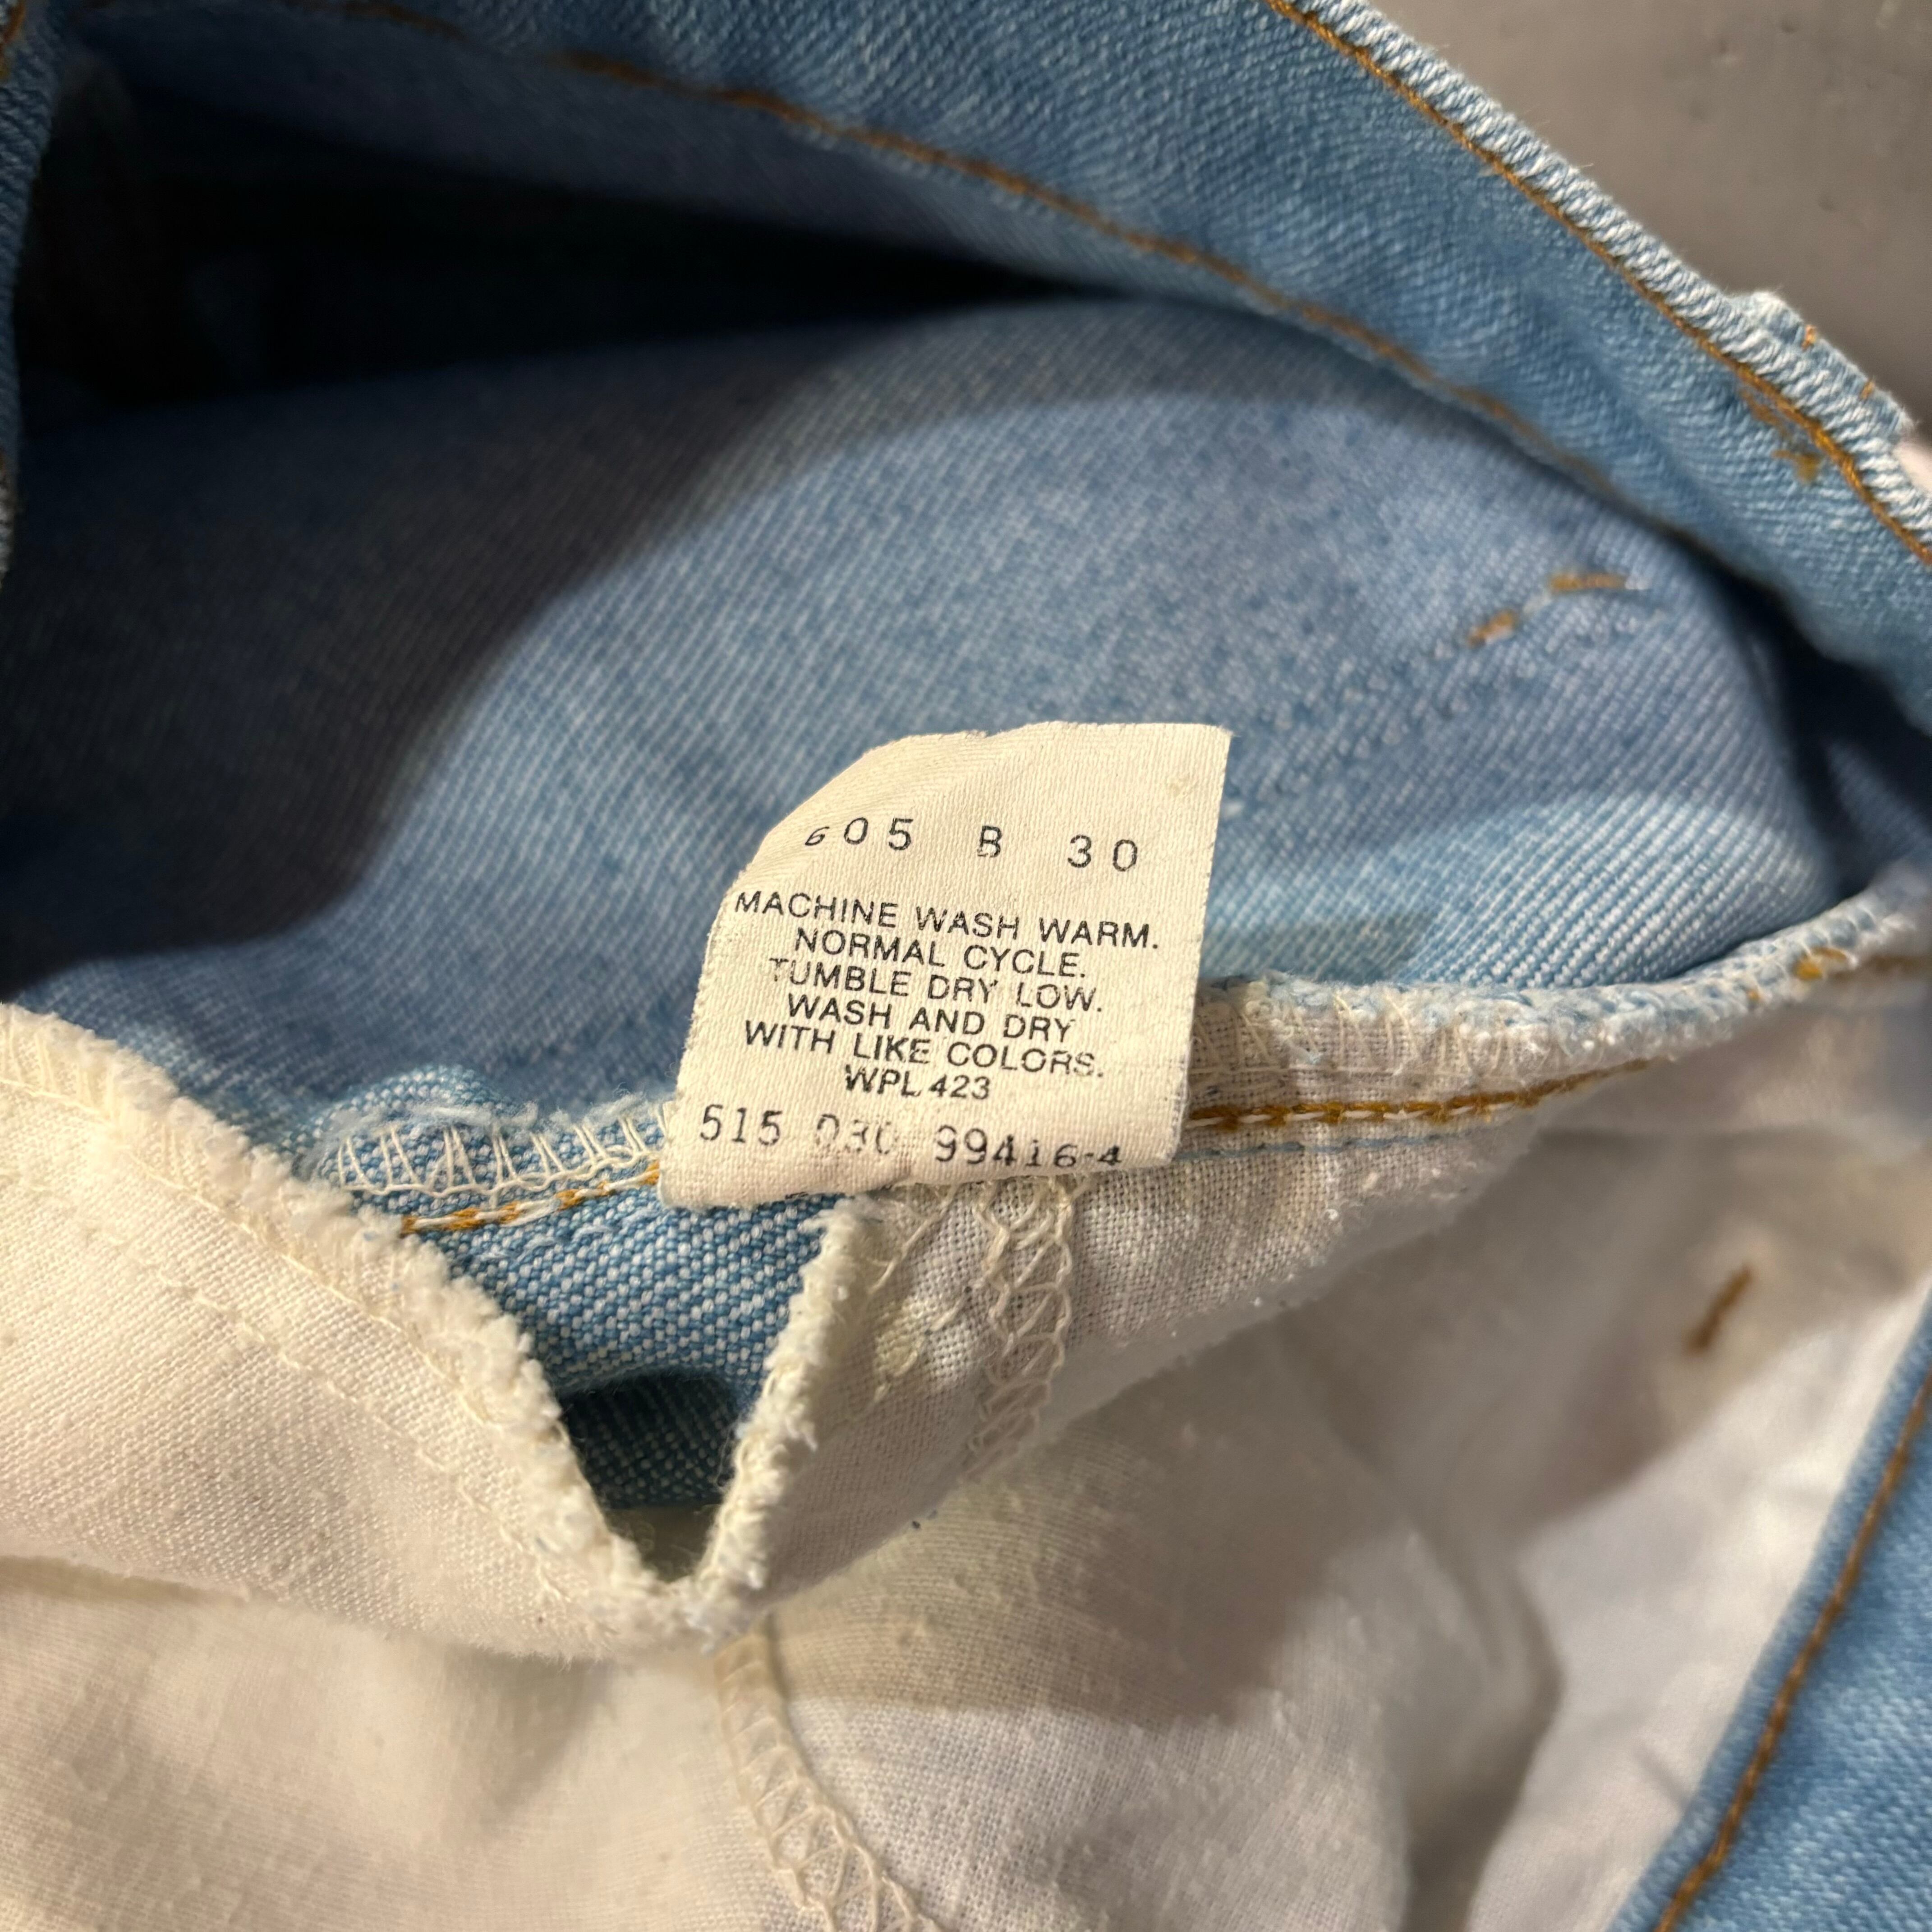 605 B 30
MACHINE WASH WARM.
NORMAL CYCLE.
TUMBLE DRY LOW.
WASH AND DRY
WITH LIKE COLORS.
WPL 423
515 030 99416-4